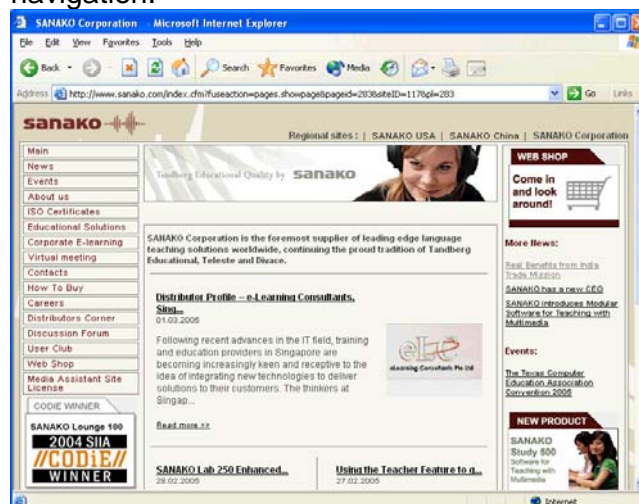 navigation.
SANAKO Corporation - Microsoft Internet Explorer
File Edit View Favorites Tools Help
Back Search Favorites Media
Address http://www.sanako.com/index.cfm?fuseaction=pages.showpage&pageid=283&siteID=117&pl=283 Go Links
sanako
Regional sites : | SANAKO USA | SANAKO China | SANAKO Corporation
Main
News
Events
About us
ISO Certificates
Educational Solutions
Corporate E-learning
Virtual meeting
Contacts
How To Buy
Careers
Distributors Corner
Discussion Forum
User Club
Web Shop
Media Assistant Site
License
CODIE WINNER
SANAKO Lounge 100
2004 SIIA
//CODiE//
WINNER
Tandberg Educational Quality by sanako
SANAKO Corporation is the foremost supplier of leading edge language
teaching solutions worldwide, continuing the proud tradition of Tandberg
Educational, Teleste and Divace.
Distributor Profile – e-Learning Consultants,
Sing...
01.03.2005
Following recent advances in the IT field, training
and education providers in Singapore are
becoming increasingly keen and receptive to the
idea of integrating new technologies to deliver
solutions to their customers. The thinkers at
Singap...
eLC
eLearning Consultants Pte Ltd
Read more >>
SANAKO Lab 250 Enhanced...
28.02.2005
Using the Teacher Feature to g...
27.02.2005
WEB SHOP
Come in
and look
around!
More News:
Real Benefits from India
Trade Mission
SANAKO has a new CEO
SANAKO introduces Modular
Software for Teaching with
Multimedia
Events:
The Texas Computer
Education Association
Convention 2005
NEW PRODUCT
SANAKO
Study 500
Software for
Teaching with
Multimedia
Internet